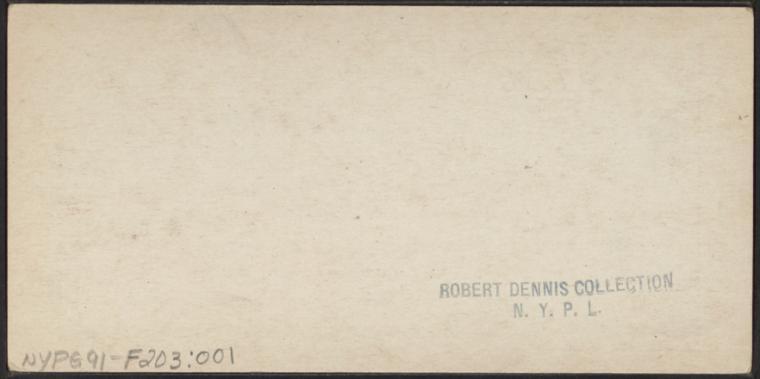 ROBERT DENNIS COLLECTION
N. Y. P. L.
NYPG91-F203:001